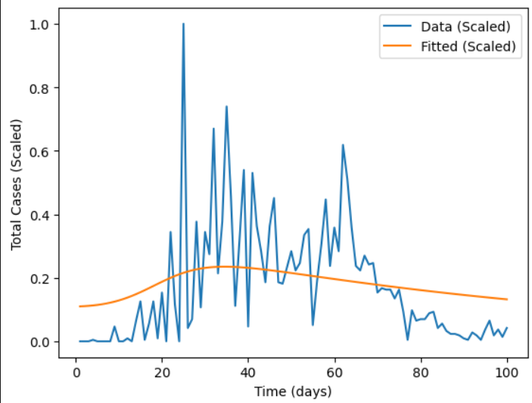 Data (Scaled)
Fitted (Scaled)
1.0
0.8
0.6
0.4
0.2
0.0
Total Cases (Scaled)
0 20 40 60 80 100
Time (days)